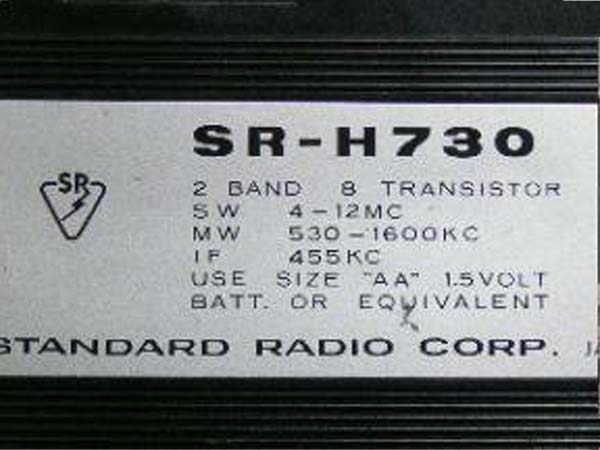 SR-H730
SR
2 BAND 8 TRANSISTOR
SW 4-12MC
MW 530-1600KC
IF 455KC
USE SIZE "AA" 1.5VOLT
BATT. OR EQUIVALENT
STANDARD RADIO CORP.